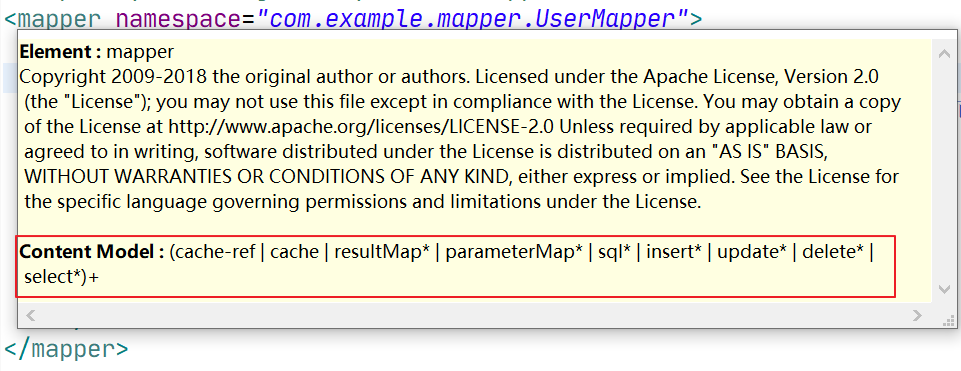 <mapper namespace="com.example.mapper.UserMapper">
Element : mapper
Copyright 2009-2018 the original author or authors. Licensed under the Apache License, Version 2.0
(the "License"); you may not use this file except in compliance with the License. You may obtain a copy
of the License at http://www.apache.org/licenses/LICENSE-2.0 Unless required by applicable law or
agreed to in writing, software distributed under the License is distributed on an "AS IS" BASIS,
WITHOUT WARRANTIES OR CONDITIONS OF ANY KIND, either express or implied. See the License for
the specific language governing permissions and limitations under the License.
Content Model : (cache-ref | cache | resultMap* | parameterMap* | sql* | insert* | update* | delete* |
select*)+
</mapper>